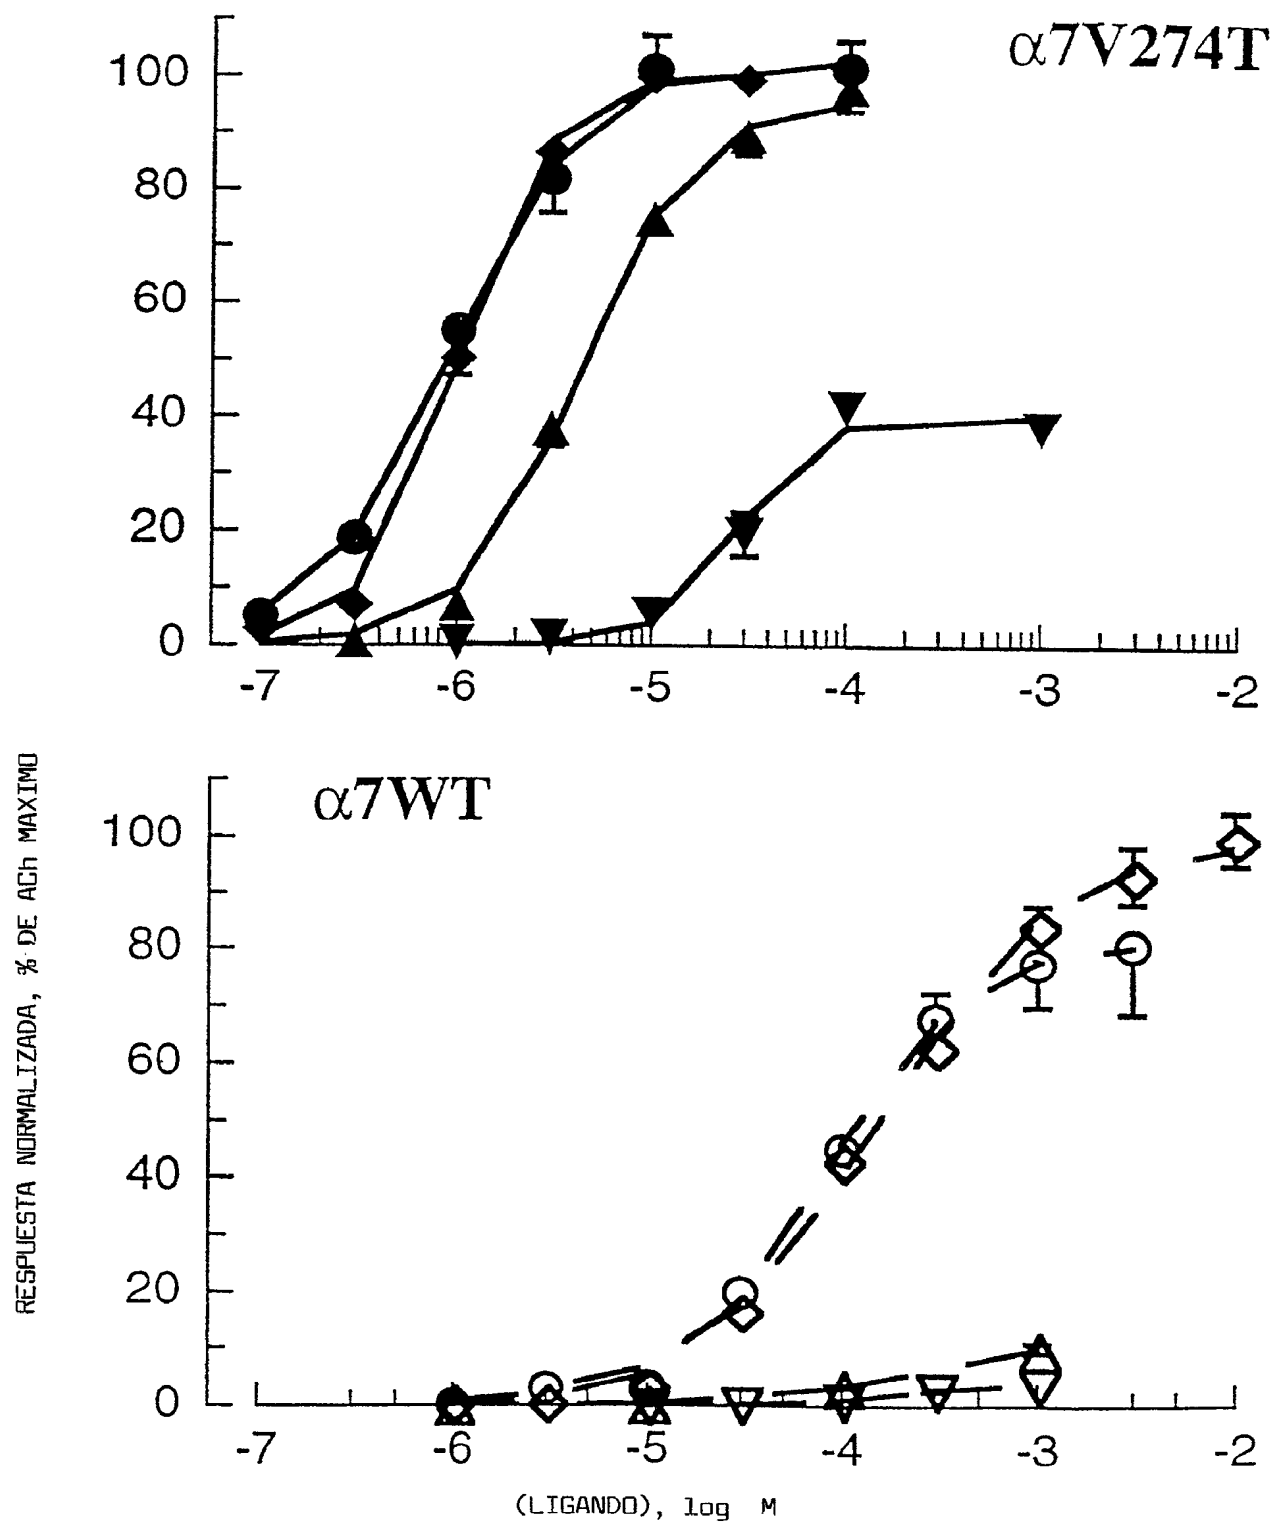 α7V274T
100
80
60
40
20
0
-7 -6 -5 -4 -3 -2
RESPUESTA NORMALIZADA, % DE ACh MAXIMO
α7WT
100
80
60
40
20
0
-7 -6 -5 -4 -3 -2
(LIGANDO), log M